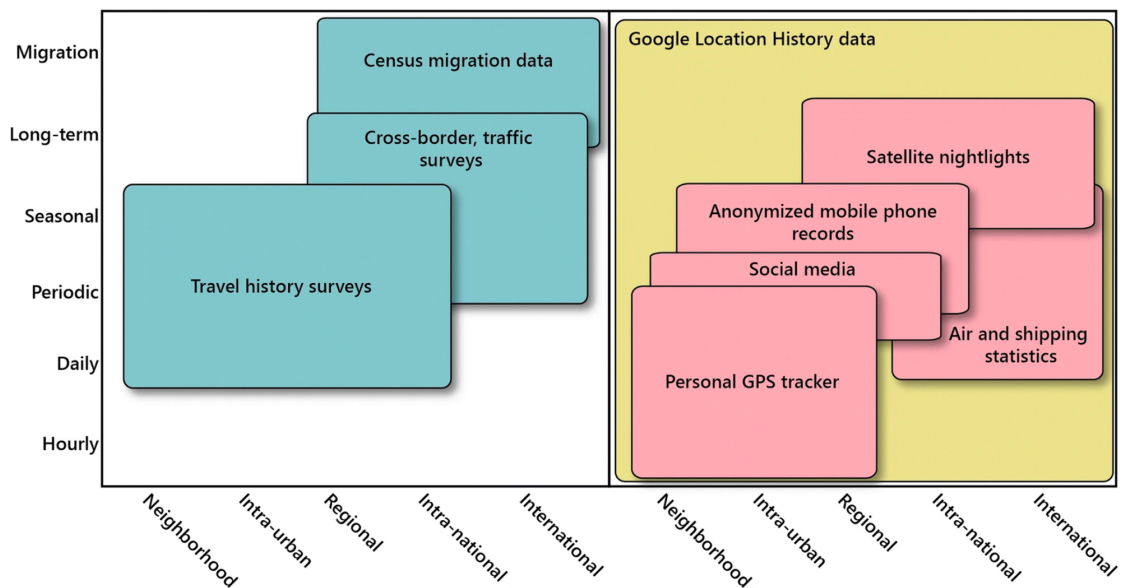 Migration
Long-term
Seasonal
Periodic
Daily
Hourly
Census migration data
Cross-border, traffic
surveys
Travel history surveys
Google Location History data
Satellite nightlights
Anonymized mobile phone
records
Social media
Air and shipping
statistics
Personal GPS tracker
Neighborhood
Intra-urban
Regional
Intra-national
International
Neighborhood
Intra-urban
Regional
Intra-national
International